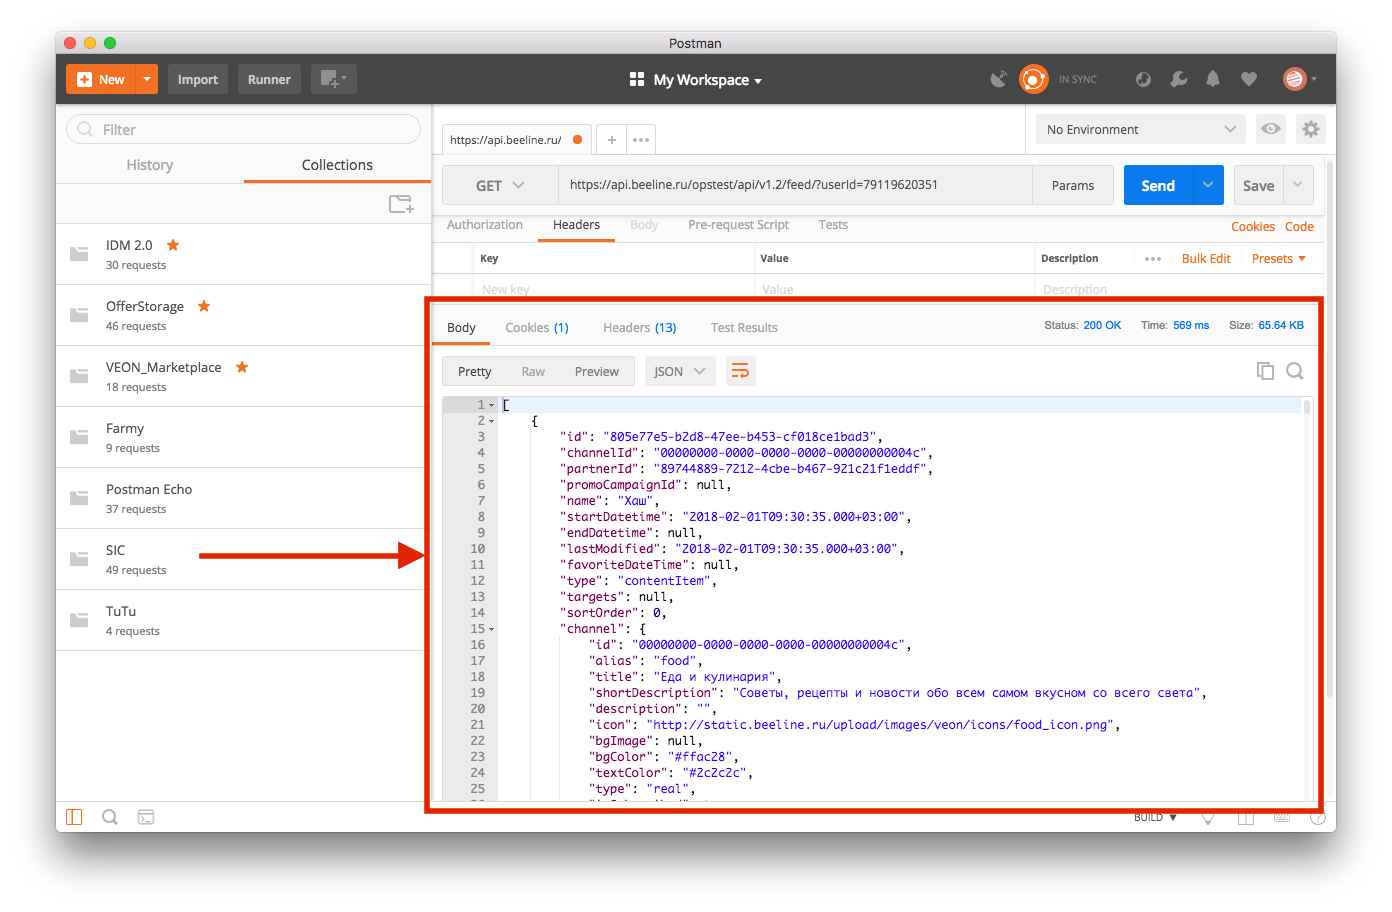 Postman
New
Import
Runner
My Workspace
IN SYNC
Filter
History
Collections
IDM 2.0
30 requests
OfferStorage
46 requests
VEON_Marketplace
18 requests
Farmy
9 requests
Postman Echo
37 requests
SIC
49 requests
TuTu
4 requests
https://api.beeline.ru/
+
No Environment
GET
https://api.beeline.ru/opstest/api/v1.2/feed/?userId=79119620351
Params
Send
Save
Authorization
Headers
Body
Pre-request Script
Tests
Cookies
Code
Key
Value
Description
Bulk Edit
Presets
New key
Value
Description
Body
Cookies (1)
Headers (13)
Test Results
Status: 200 OK
Time: 569 ms
Size: 65.64 KB
Pretty
Raw
Preview
JSON
1 [
2 {
3 "id": "805e77e5-b2d8-47ee-b453-cf018ce1bad3",
4 "channelId": "00000000-0000-0000-0000-00000000004c",
5 "partnerId": "89744889-7212-4cbe-b467-921c21f1eddf",
6 "promoCampaignId": null,
7 "name": "Хаш",
8 "startDatetime": "2018-02-01T09:30:35.000+03:00",
9 "endDatetime": null,
10 "lastModified": "2018-02-01T09:30:35.000+03:00",
11 "favoriteDateTime": null,
12 "type": "contentItem",
13 "targets": null,
14 "sortOrder": 0,
15 "channel": {
16 "id": "00000000-0000-0000-0000-00000000004c",
17 "alias": "food",
18 "title": "Еда и кулинария",
19 "shortDescription": "Советы, рецепты и новости обо всем самом вкусном со всего света",
20 "description": "",
21 "icon": "http://static.beeline.ru/upload/images/veon/icons/food_icon.png",
22 "bgImage": null,
23 "bgColor": "#ffac28",
24 "textColor": "#2c2c2c",
25 "type": "real",
BUILD